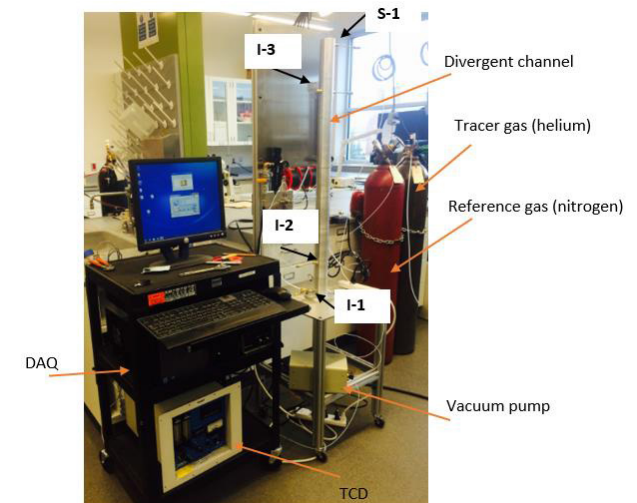 S-1
I-3
Divergent channel
Tracer gas (helium)
Reference gas (nitrogen)
I-2
I-1
DAQ
Vacuum pump
TCD